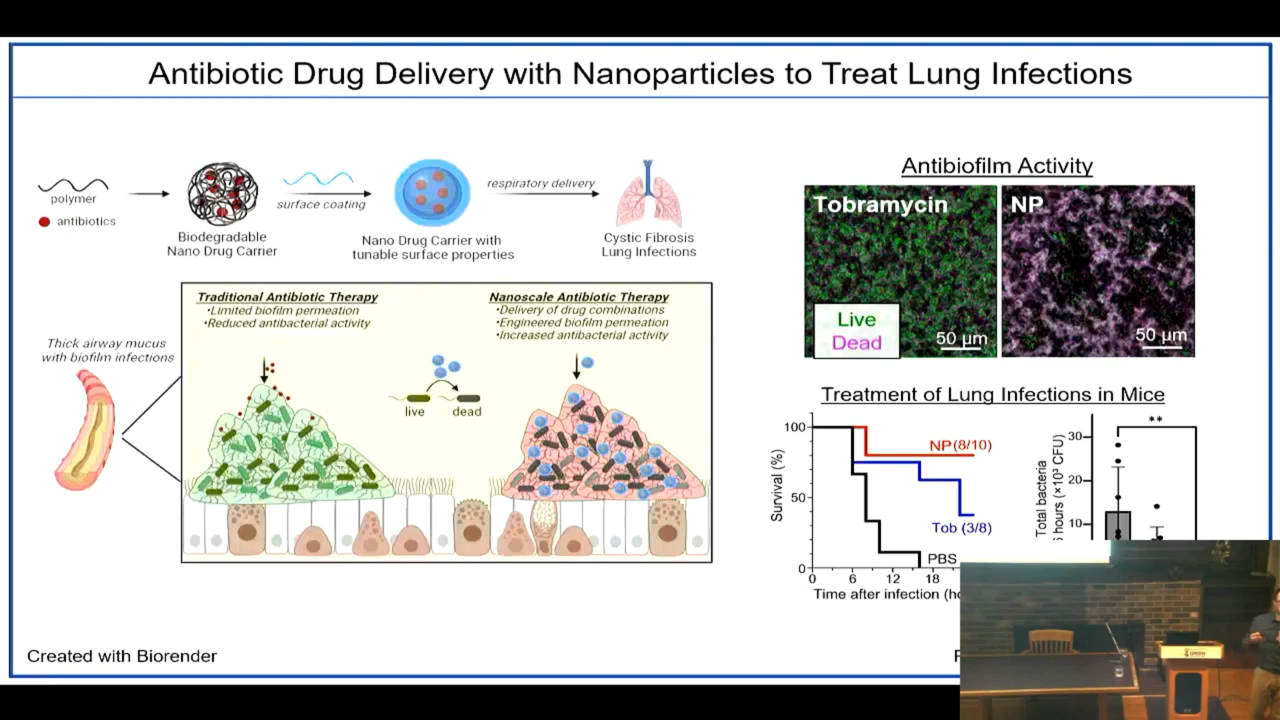 Antibiotic Drug Delivery with Nanoparticles to Treat Lung Infections
polymer
antibiotics
Biodegradable
Nano Drug Carrier
surface coating
Nano Drug Carrier with
tunable surface properties
respiratory delivery
Cystic Fibrosis
Lung Infections
Thick airway mucus
with biofilm infections
Traditional Antibiotic Therapy
•Limited biofilm permeation
•Reduced antibacterial activity
live
dead
Nanoscale Antibiotic Therapy
•Delivery of drug combinations
•Engineered biofilm permeation
•Increased antibacterial activity
Antibiofilm Activity
Tobramycin
Live
Dead
50 μm
NP
50 μm
Treatment of Lung Infections in Mice
Survival (%)
100
50
0
NP (8/10)
Tob (3/8)
PBS
0 6 12 18
Time after infection (ho
Total bacteria
hours (×10³ CFU)
30
20
10
**
Created with Biorender